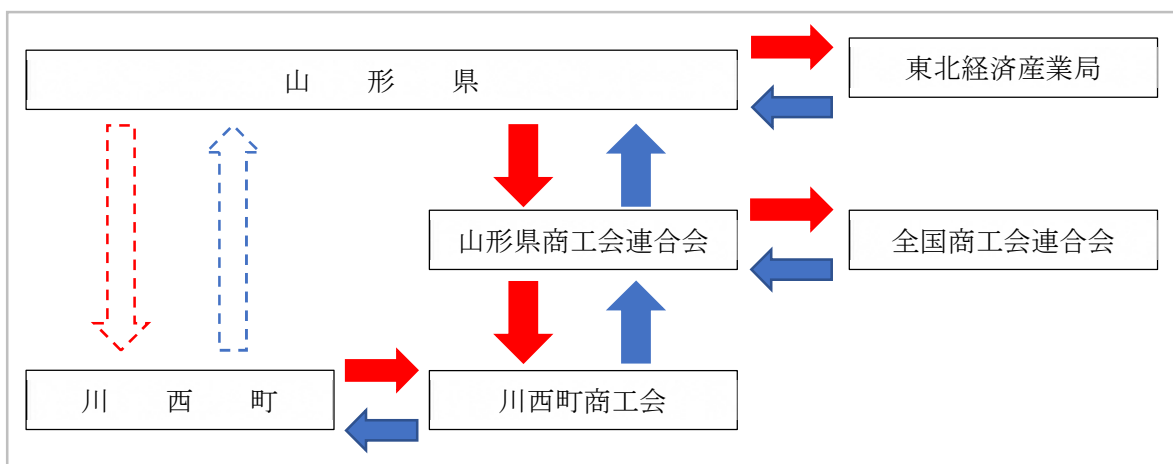 山形県
東北経済産業局
山形県商工会連合会
全国商工会連合会
川西町
川西町商工会